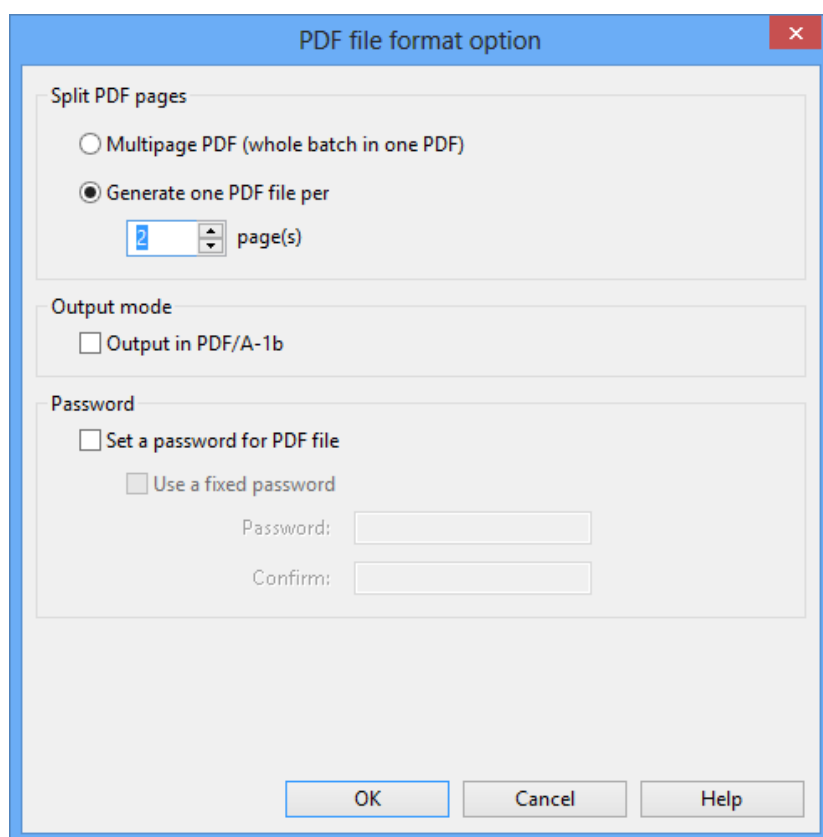 PDF file format option
Split PDF pages
Multipage PDF (whole batch in one PDF)
Generate one PDF file per
2 page(s)
Output mode
Output in PDF/A-1b
Password
Set a password for PDF file
Use a fixed password
Password:
Confirm:
OK Cancel Help